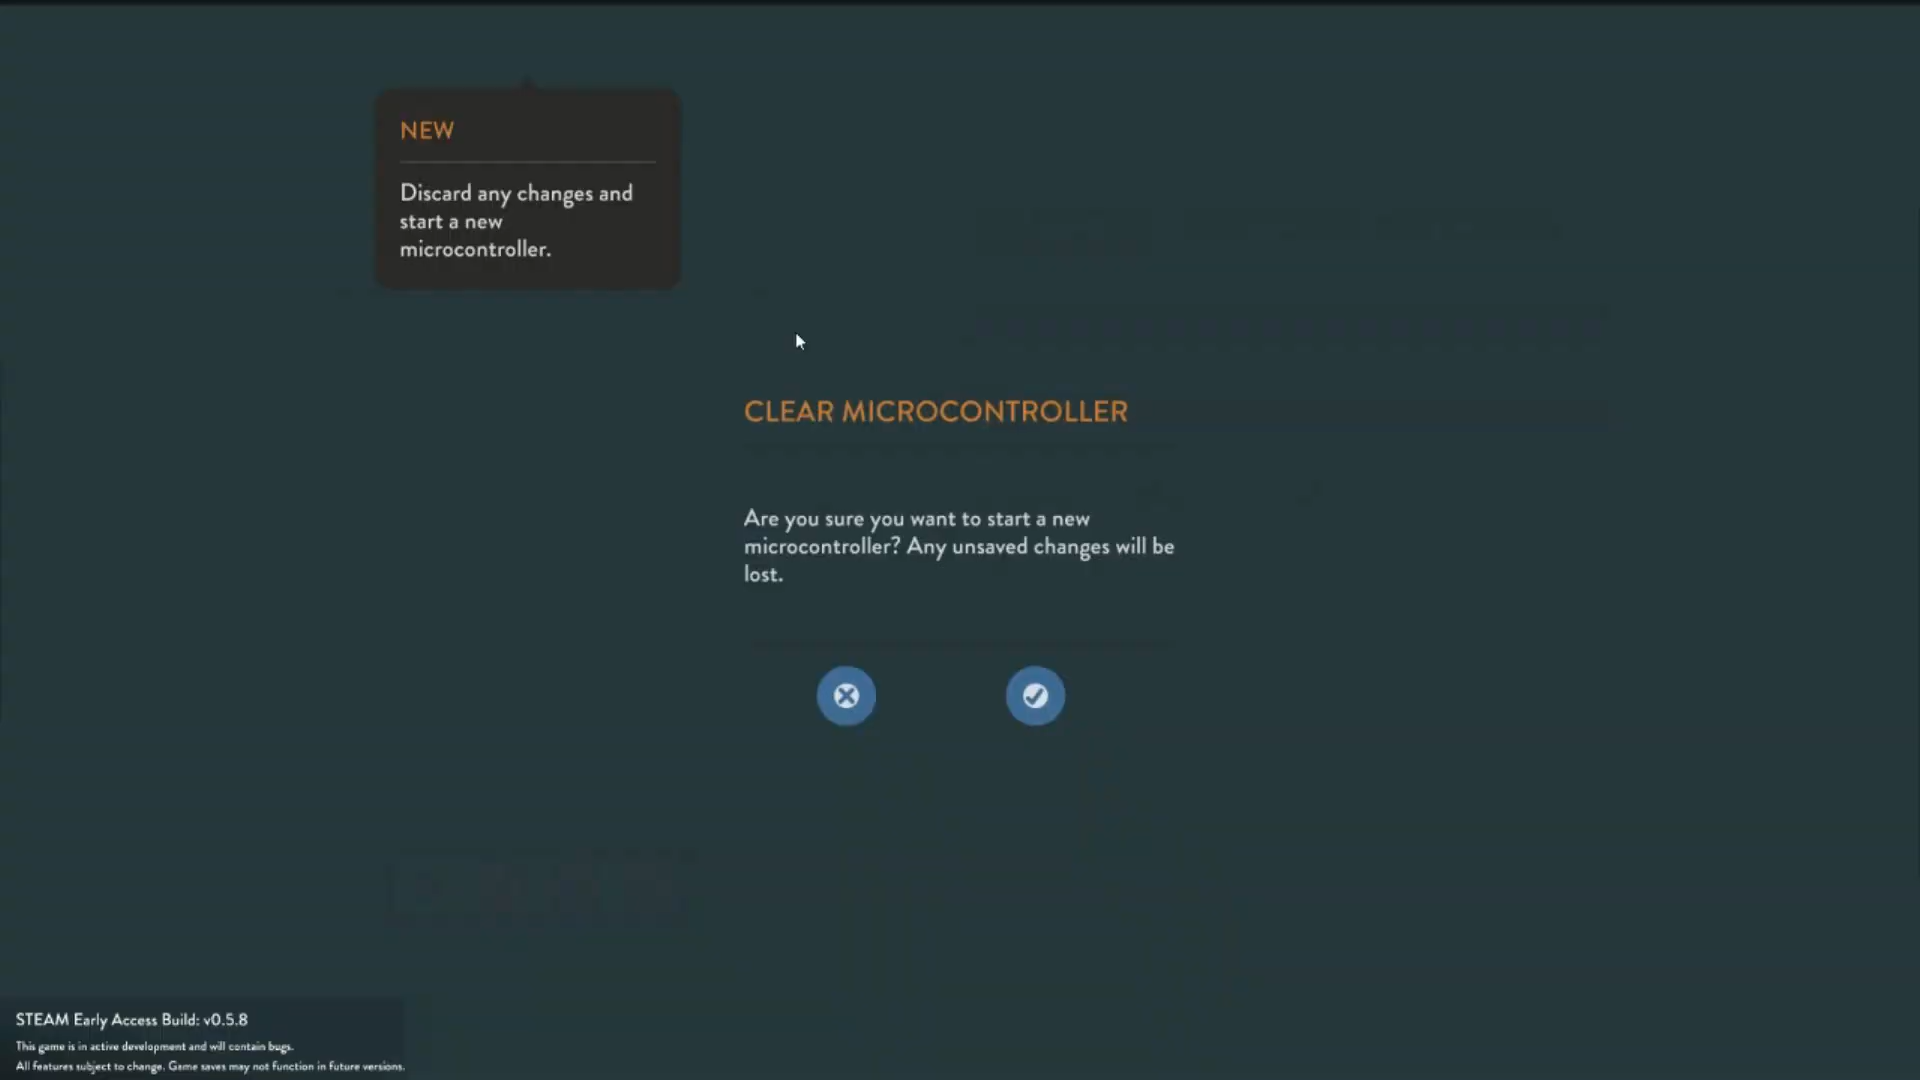 NEW
Discard any changes and
start a new
microcontroller.
CLEAR MICROCONTROLLER
Are you sure you want to start a new
microcontroller? Any unsaved changes will be
lost.
STEAM Early Access Build: v0.5.8
This game is in active development and will contain bugs.
All features subject to change. Game saves may not function in future versions.